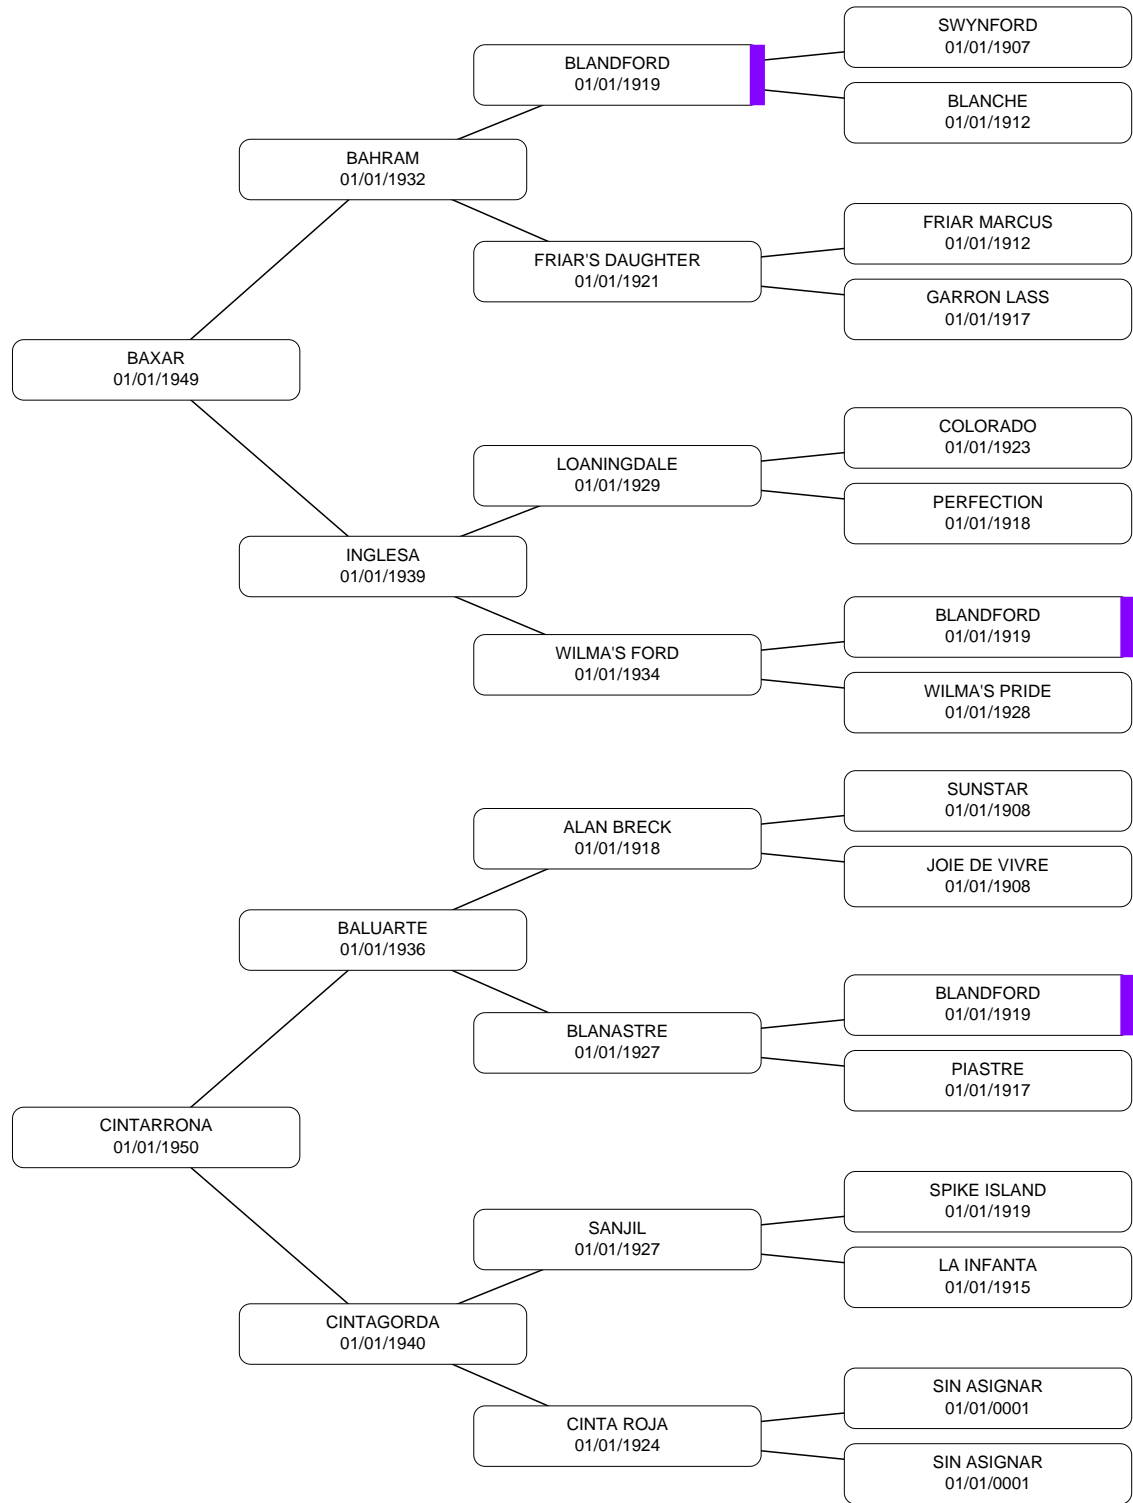 SWYNFORD
01/01/1907
BLANDFORD
01/01/1919
BLANCHE
01/01/1912
BAHRAM
01/01/1932
FRIAR MARCUS
01/01/1912
FRIAR'S DAUGHTER
01/01/1921
GARRON LASS
01/01/1917
BAXAR
01/01/1949
COLORADO
01/01/1923
LOANINGDALE
01/01/1929
PERFECTION
01/01/1918
INGLESA
01/01/1939
BLANDFORD
01/01/1919
WILMA'S FORD
01/01/1934
WILMA'S PRIDE
01/01/1928
SUNSTAR
01/01/1908
ALAN BRECK
01/01/1918
JOIE DE VIVRE
01/01/1908
BALUARTE
01/01/1936
BLANDFORD
01/01/1919
BLANASTRE
01/01/1927
PIASTRE
01/01/1917
CINTARRONA
01/01/1950
SPIKE ISLAND
01/01/1919
SANJIL
01/01/1927
LA INFANTA
01/01/1915
CINTAGORDA
01/01/1940
SIN ASIGNAR
01/01/0001
CINTA ROJA
01/01/1924
SIN ASIGNAR
01/01/0001